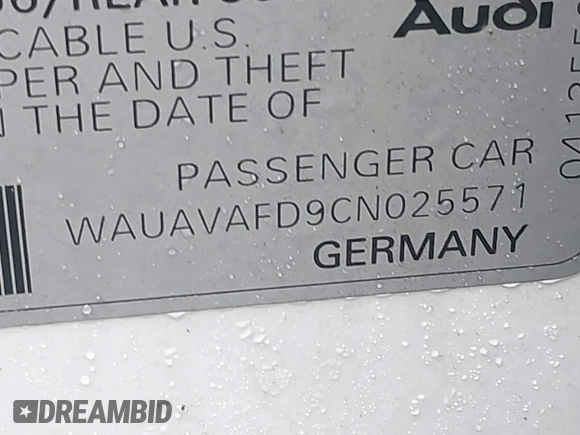 Audi
CABLE U.S.
PER AND THEFT
THE DATE OF
PASSENGER CAR
WAUAVAFD9CN025571
GERMANY
DREAMBID